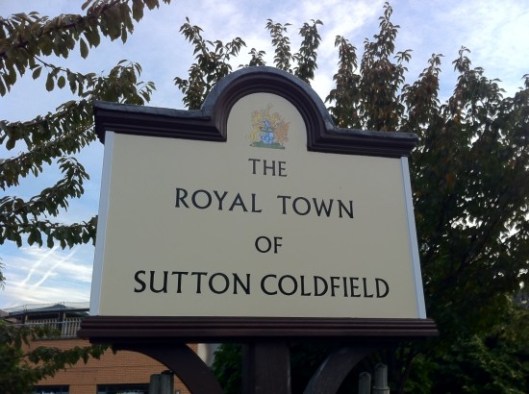 THE
ROYAL TOWN
OF
SUTTON COLDFIELD